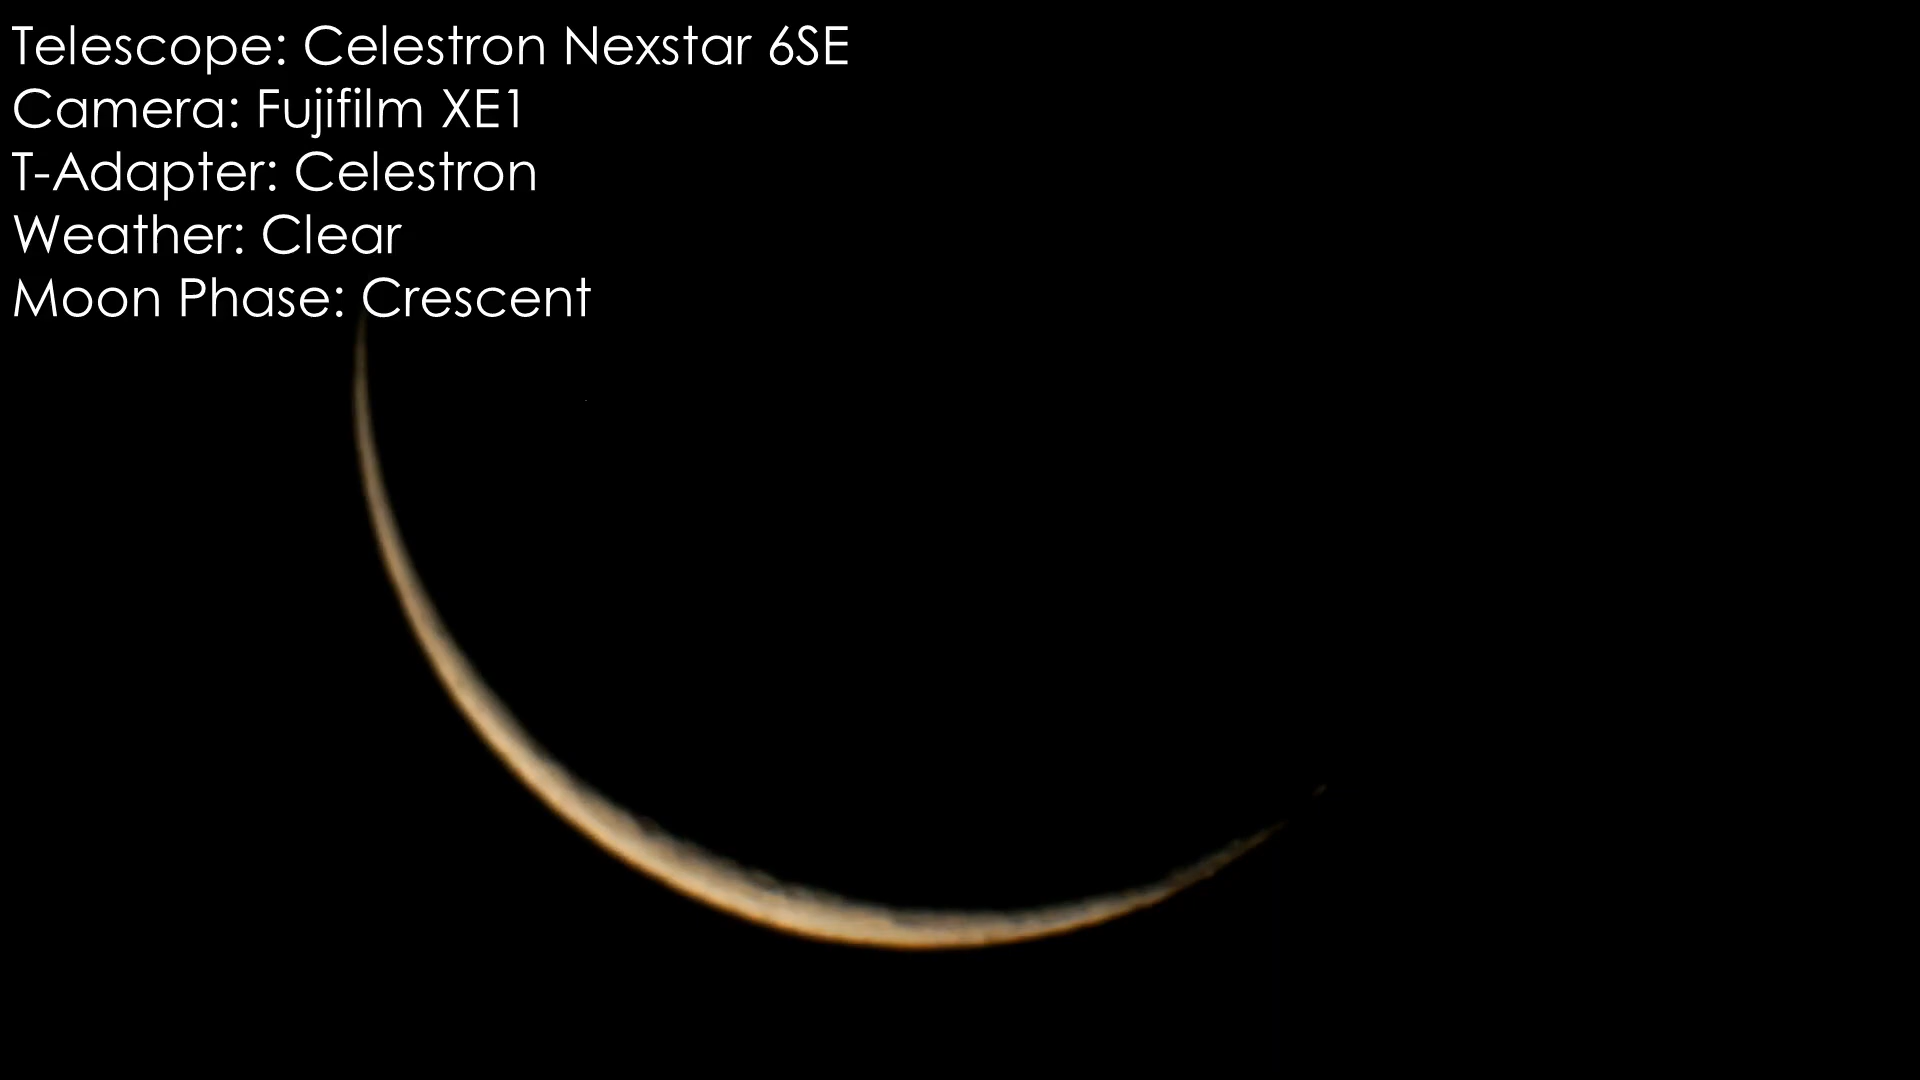 Telescope: Celestron Nexstar 6SE
Camera: Fujifilm XE1
T-Adapter: Celestron
Weather: Clear
Moon Phase: Crescent